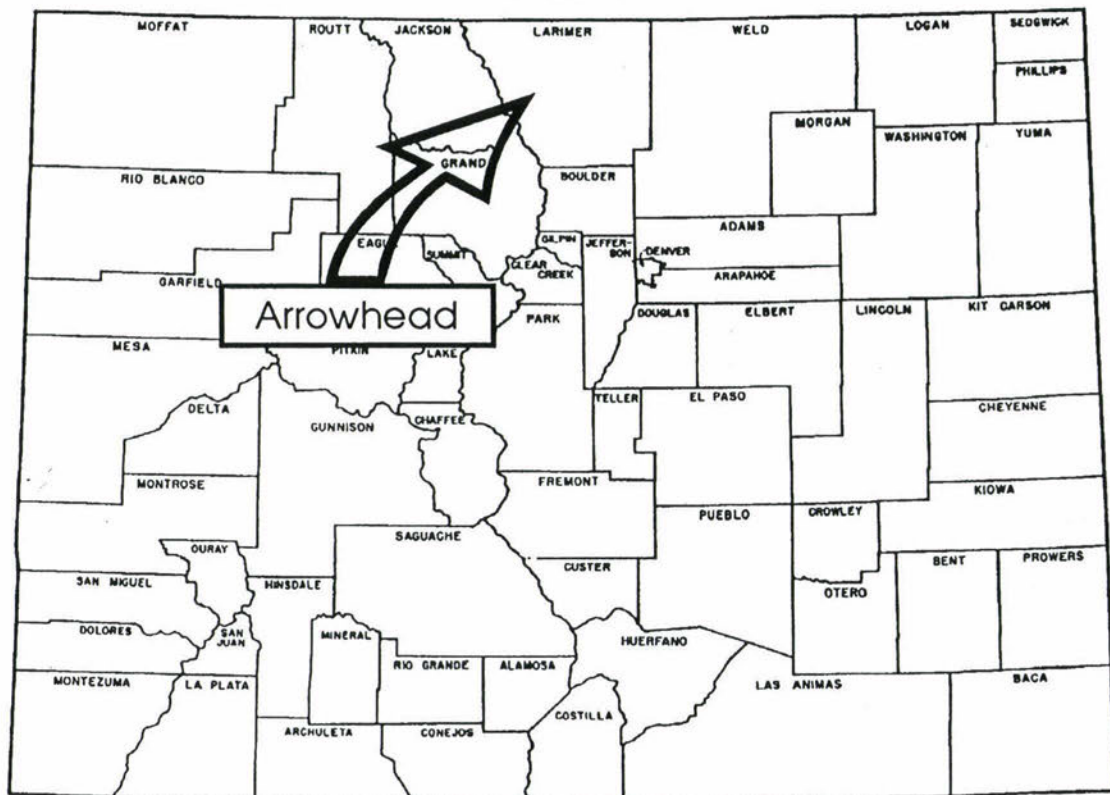 MOFFAT
ROUTT
JACKSON
LARIMER
WELD
LOGAN
SEDGWICK
PHILLIPS
MORGAN
WASHINGTON
YUMA
RIO BLANCO
GRAND
BOULDER
ADAMS
EAGLE
SUMMIT
GILPIN
JEFFER-
SON
DENVER
CLEAR
CREEK
ARAPAHOE
GARFIELD
Arrowhead
PARK
DOUGLAS
ELBERT
LINCOLN
KIT CARSON
MESA
PITKIN
LAKE
DELTA
GUNNISON
CHAFFEE
TELLER
EL PASO
CHEYENNE
MONTROSE
FREMONT
KIOWA
PUEBLO
CROWLEY
OURAY
SAGUACHE
SAN MIGUEL
HINSDALE
CUSTER
OTERO
BENT
PROWERS
DOLORES
SAN
JUAN
MINERAL
HUERFANO
RIO GRANDE
ALAMOSA
MONTEZUMA
LA PLATA
LAS ANIMAS
BACA
COSTILLA
ARCHULETA
CONEJOS